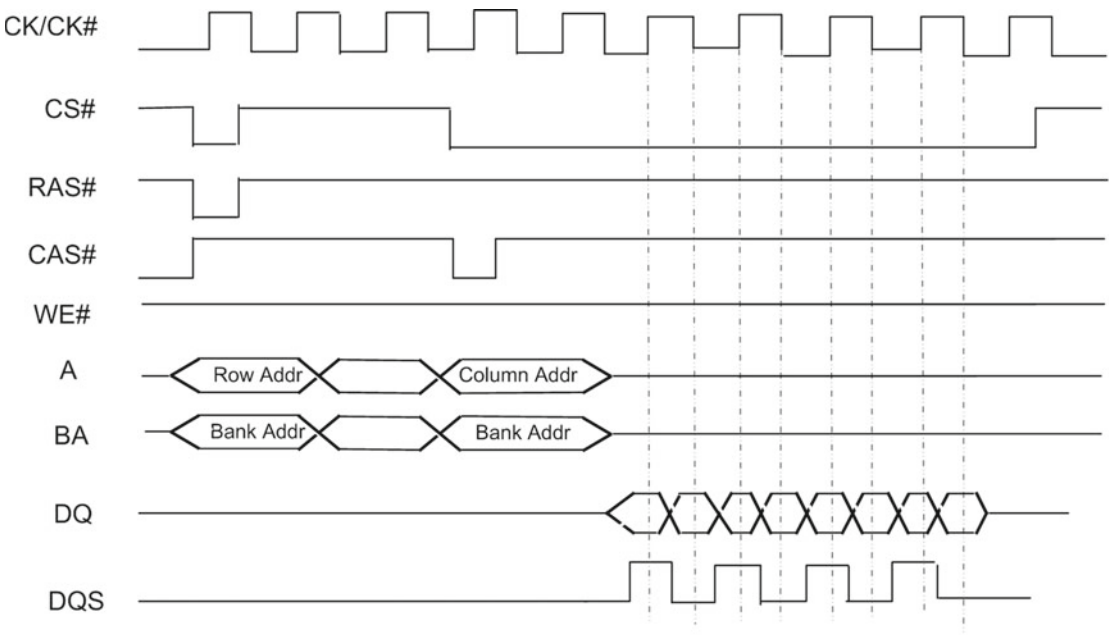 CK/CK#
CS#
RAS#
CAS#
WE#
A Row Addr Column Addr
BA Bank Addr Bank Addr
DQ
DQS